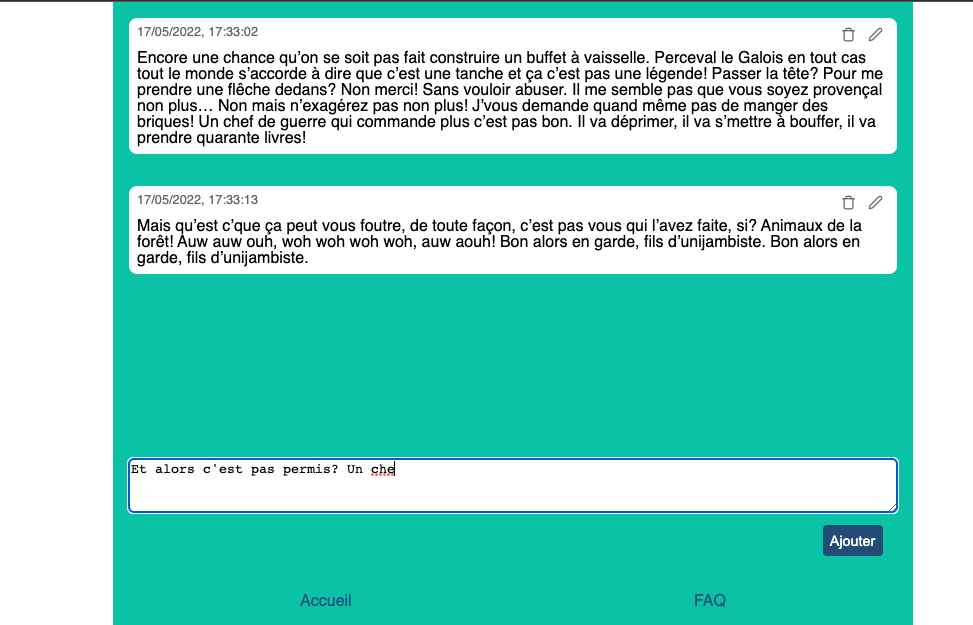 17/05/2022, 17:33:02
Encore une chance qu’on se soit pas fait construire un buffet à vaisselle. Perceval le Galois en tout cas
tout le monde s’accorde à dire que c’est une tanche et ça c’est pas une légende! Passer la tête? Pour me
prendre une flêche dedans? Non merci! Sans vouloir abuser. Il me semble pas que vous soyez provençal
non plus… Non mais n’exagérez pas non plus! J’vous demande quand même pas de manger des
briques! Un chef de guerre qui commande plus c’est pas bon. Il va déprimer, il va s’mettre à bouffer, il va
prendre quarante livres!
17/05/2022, 17:33:13
Mais qu’est c’que ça peut vous foutre, de toute façon, c’est pas vous qui l’avez faite, si? Animaux de la
forêt! Auw auw ouh, woh woh woh woh, auw aouh! Bon alors en garde, fils d’unijambiste. Bon alors en
garde, fils d’unijambiste.
Et alors c'est pas permis? Un che
Ajouter
Accueil
FAQ